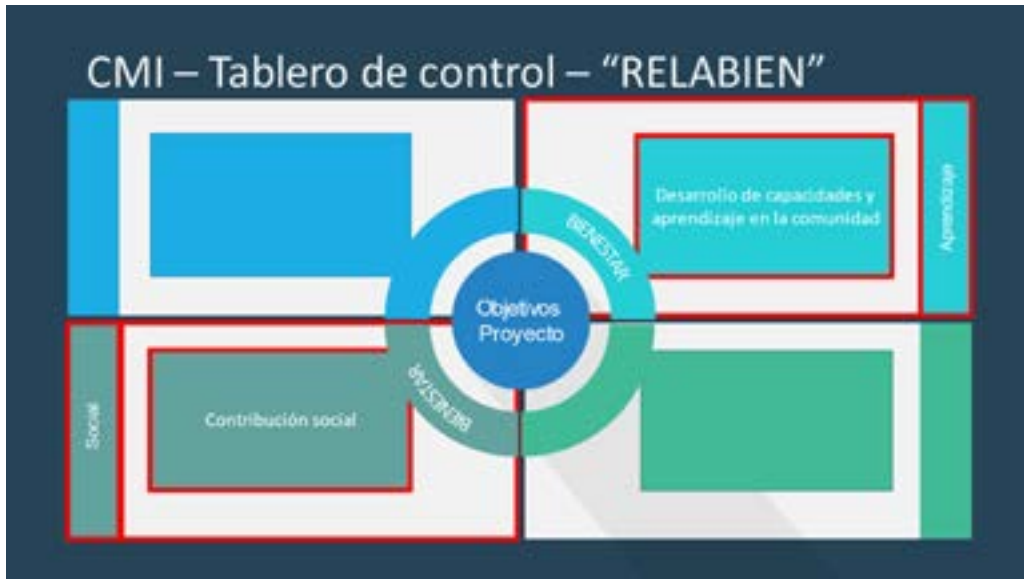 CMI – Tablero de control – “RELABIEN”
Desarrollo de capacidades y
aprendizaje en la comunidad
Aprendizaje
BIENESTAR
Objetivos
Proyecto
BIENESTAR
Contribución social
Social